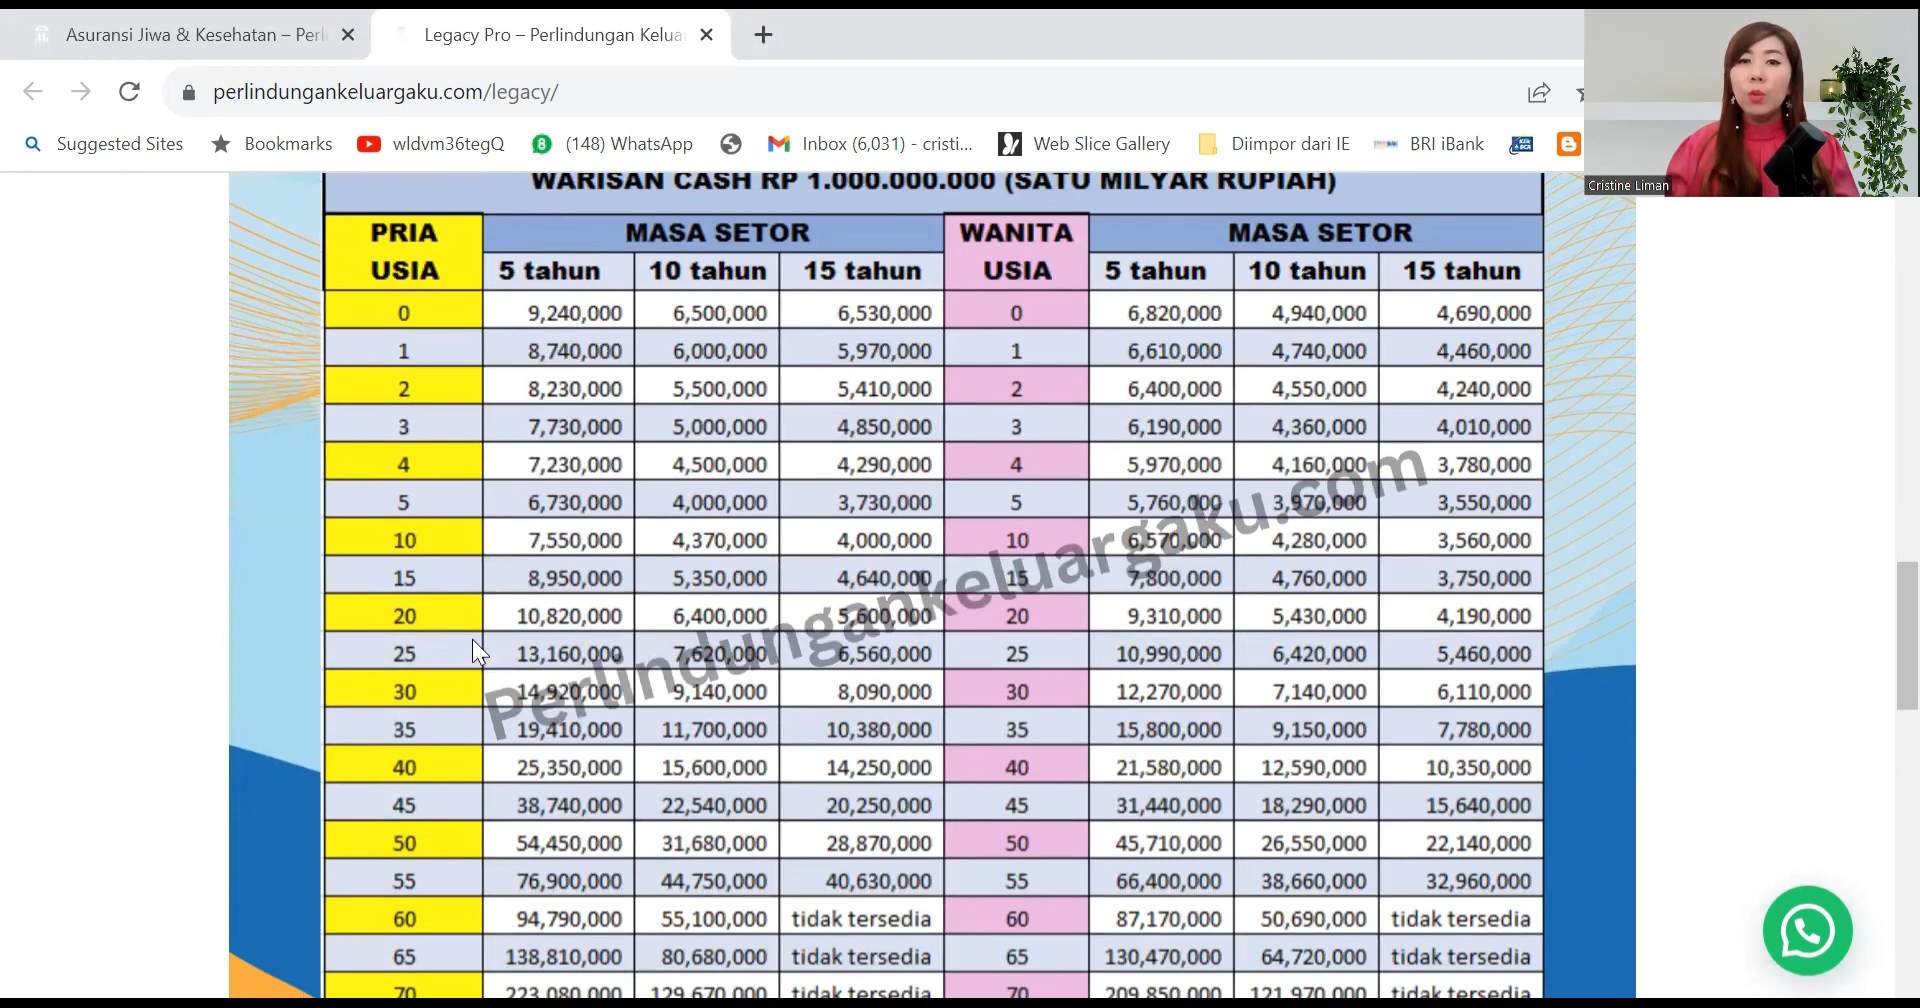 Asuransi Jiwa & Kesehatan – Perl
Legacy Pro – Perlindungan Kelua
perlindungankeluargaku.com/legacy/
Suggested Sites Bookmarks wldvm36tegQ (148) WhatsApp Inbox (6,031) - cristi... Web Slice Gallery Diimpor dari IE BRI iBank
Cristine Liman
WARISAN CASH RP 1.000.000.000 (SATU MILYAR RUPIAH)
PRIA MASA SETOR WANITA MASA SETOR
USIA 5 tahun 10 tahun 15 tahun USIA 5 tahun 10 tahun 15 tahun
0 9,240,000 6,500,000 6,530,000 0 6,820,000 4,940,000 4,690,000
1 8,740,000 6,000,000 5,970,000 1 6,610,000 4,740,000 4,460,000
2 8,230,000 5,500,000 5,410,000 2 6,400,000 4,550,000 4,240,000
3 7,730,000 5,000,000 4,850,000 3 6,190,000 4,360,000 4,010,000
4 7,230,000 4,500,000 4,290,000 4 5,970,000 4,160,000 3,780,000
5 6,730,000 4,000,000 3,730,000 5 5,760,000 3,970,000 3,550,000
10 7,550,000 4,370,000 4,000,000 10 6,570,000 4,280,000 3,560,000
15 8,950,000 5,350,000 4,640,000 15 7,800,000 4,760,000 3,750,000
20 10,820,000 6,400,000 5,600,000 20 9,310,000 5,430,000 4,190,000
25 13,160,000 7,620,000 6,560,000 25 10,990,000 6,420,000 5,460,000
30 14,920,000 9,140,000 8,090,000 30 12,270,000 7,140,000 6,110,000
35 19,410,000 11,700,000 10,380,000 35 15,800,000 9,150,000 7,780,000
40 25,350,000 15,600,000 14,250,000 40 21,580,000 12,590,000 10,350,000
45 38,740,000 22,540,000 20,250,000 45 31,440,000 18,290,000 15,640,000
50 54,450,000 31,680,000 28,870,000 50 45,710,000 26,550,000 22,140,000
55 76,900,000 44,750,000 40,630,000 55 66,400,000 38,660,000 32,960,000
60 94,790,000 55,100,000 tidak tersedia 60 87,170,000 50,690,000 tidak tersedia
65 138,810,000 80,680,000 tidak tersedia 65 130,470,000 64,720,000 tidak tersedia
70 223,080,000 129,670,000 tidak tersedia 70 209,850,000 121,970,000 tidak tersedia
Perlindungankeluargaku.com